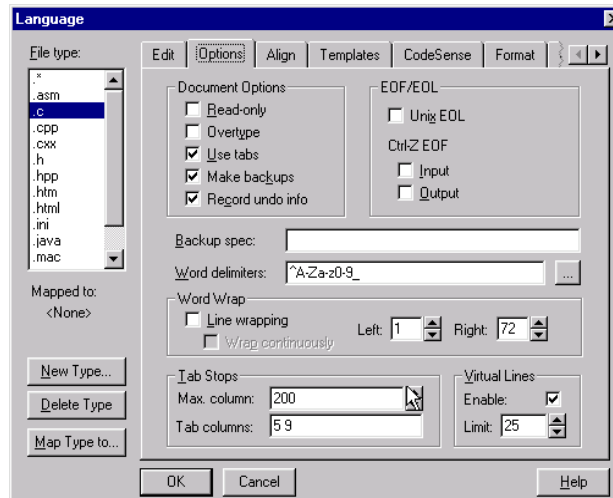 Language
File type:
.*
.asm
.c
.cpp
.cxx
.h
.hpp
.htm
.html
.ini
.java
.mac
Mapped to:
<None>
New Type...
Delete Type
Map Type to...
Edit Options Align Templates CodeSense Format
Document Options
Read-only
Overtype
Use tabs
Make backups
Record undo info
EOF/EOL
Unix EOL
Ctrl-Z EOF
Input
Output
Backup spec:
Word delimiters: ^A-Za-z0-9_ ...
Word Wrap
Line wrapping
Wrap continuously
Left: 1 Right: 72
Tab Stops
Max. column: 200
Tab columns: 5 9
Virtual Lines
Enable:
Limit: 25
OK Cancel Help